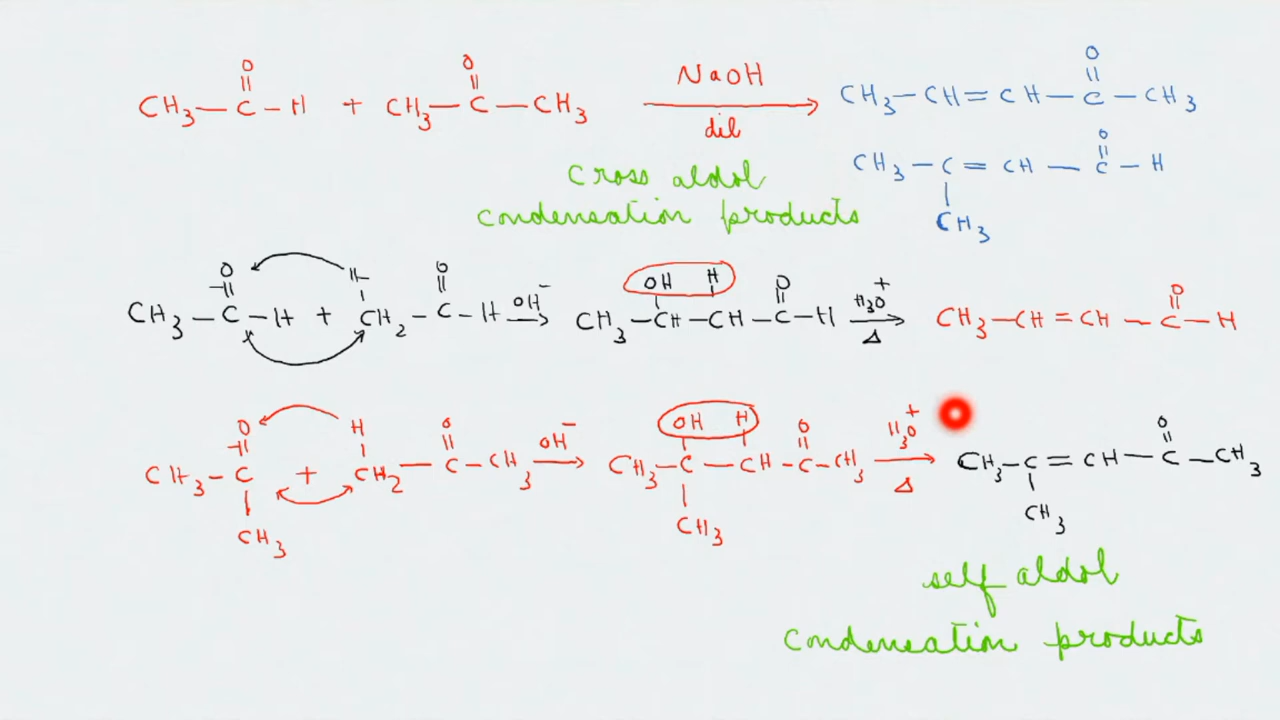 O O NaOH O
CH3 — C — H + CH3 — C — CH3 → CH3 — CH = CH — C — CH3
dil
O
cross aldol CH3 — C = CH — C — H
condensation products CH3
O H O OH H O H3O+ O
CH3 — C — H + CH2 — C — H OH- → CH3 — CH — CH — C — H → CH3 — CH = CH — C — H
Δ
O H O OH- OH H O H3O+ O
CH3 — C + CH2 — C — CH3 → CH3 — C — CH — C — CH3 → CH3 — C = CH — C — CH3
Δ
CH3 CH3 CH3
self aldol
condensation products